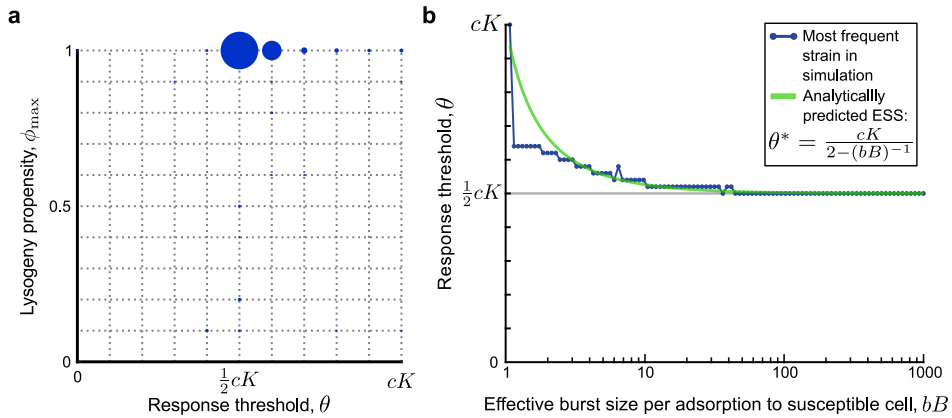 a
1
0.5
0
Lysogeny propensity, ϕmax
0
½cK
cK
Response threshold, θ
b
cK
½cK
0
Response threshold, θ
Most frequent
strain in
simulation
Analyticallly
predicted ESS:
θ* = cK / (2−(bB)⁻¹)
1
10
100
1000
Effective burst size per adsorption to susceptible cell, bB